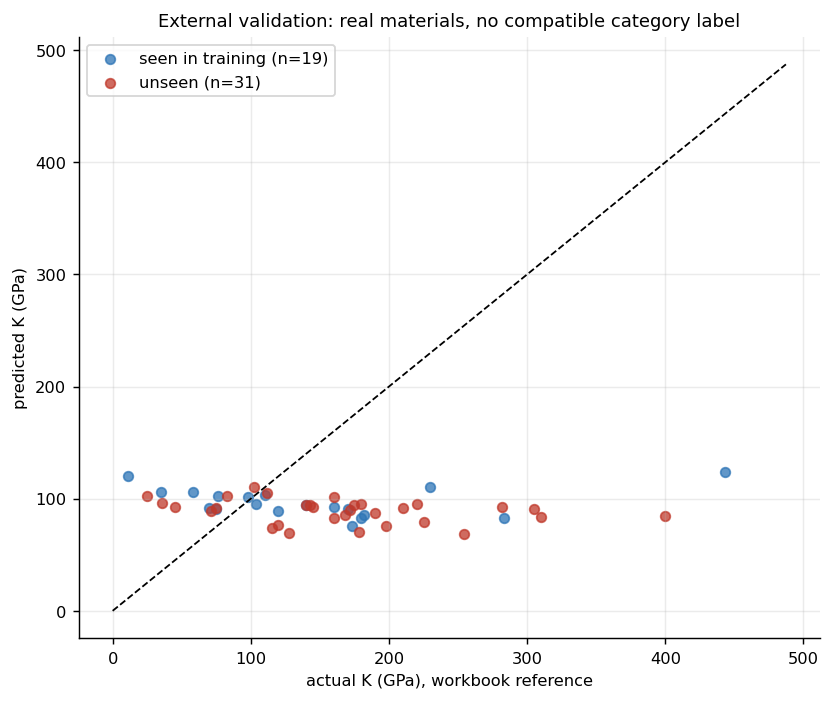 External validation: real materials, no compatible category label
seen in training (n=19)
unseen (n=31)
predicted K (GPa)
500
400
300
200
100
0
0 100 200 300 400 500
actual K (GPa), workbook reference